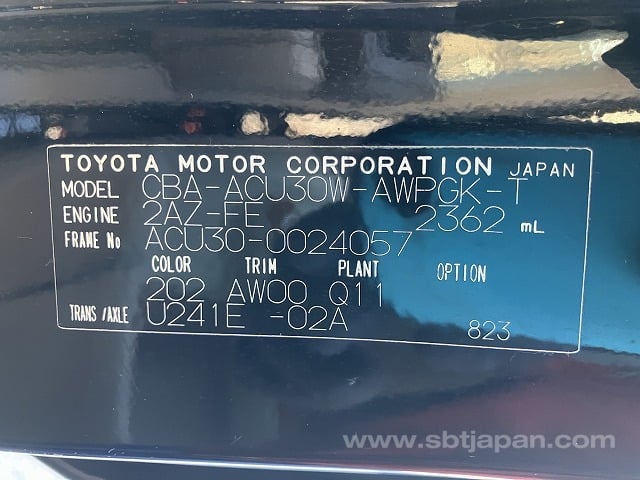 TOYOTA MOTOR CORPORATION JAPAN
MODEL CBA-ACU30W-AWPGK-T
ENGINE 2AZ-FE 2362 mL
FRAME No ACU30-0024057
COLOR TRIM PLANT OPTION
202 AW00 Q11
TRANS/AXLE U241E -02A 823
www.sbtjapan.com